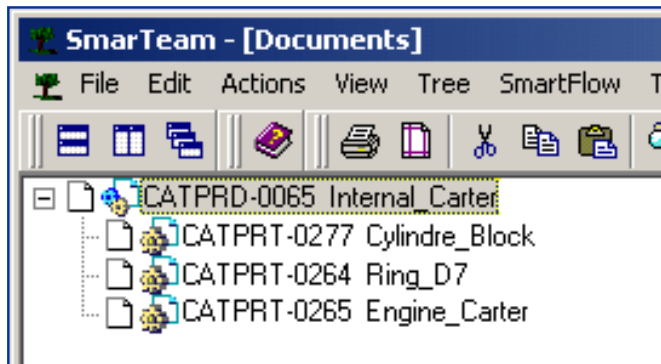 SmarTeam - [Documents]
File Edit Actions View Tree SmartFlow
CATPRD-0065 Internal_Carter
CATPRT-0277 Cylindre_Block
CATPRT-0264 Ring_D7
CATPRT-0265 Engine_Carter